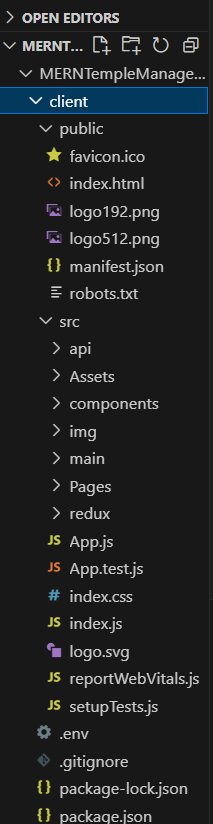 OPEN EDITORS
MERNT...
MERNTempleManage...
client
public
favicon.ico
index.html
logo192.png
logo512.png
manifest.json
robots.txt
src
api
Assets
components
img
main
Pages
redux
JS App.js
JS App.test.js
# index.css
JS index.js
logo.svg
JS reportWebVitals.js
JS setupTests.js
.env
.gitignore
{} package-lock.json
{} package.json